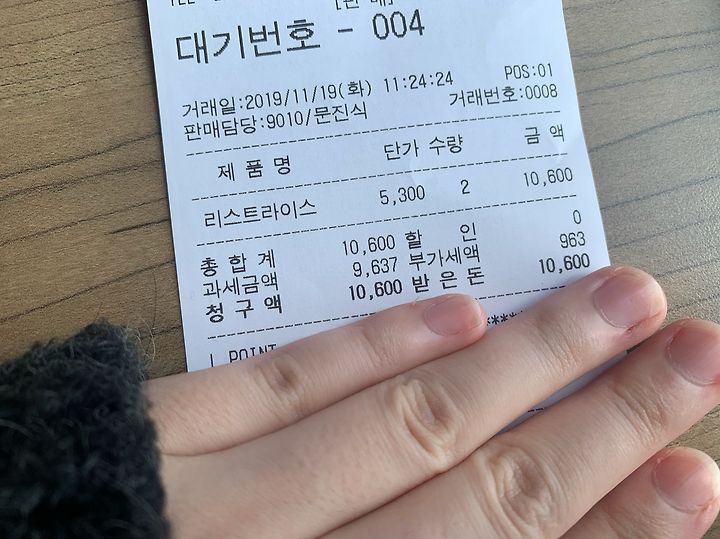 [판 매]
대기번호 - 004
거래일:2019/11/19(화) 11:24:24 POS:01
판매담당:9010/문진식 거래번호:0008
제 품 명 단가 수량 금 액
리스트라이스 5,300 2 10,600
총 합 계 10,600 할 인 0
과세금액 9,637 부가세액 963
청 구 액 10,600 받 은 돈 10,600
L.POINT